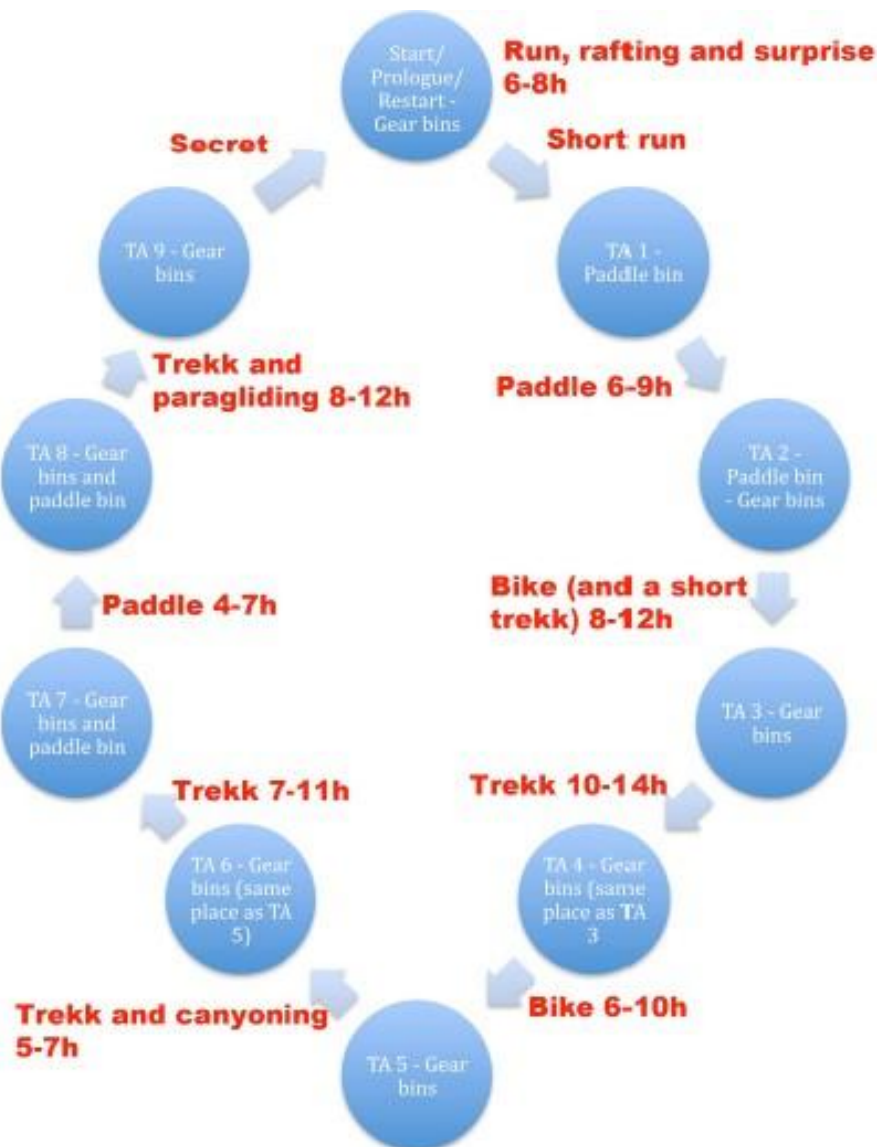 Start/
Prologue/
Restart -
Gear bins
Run, rafting and surprise
6-8h
Short run
TA 1 -
Paddle bin
Paddle 6-9h
TA 2 -
Paddle bin
- Gear bins
Bike (and a short
trekk) 8-12h
TA 3 - Gear
bins
Trekk 10-14h
TA 4 - Gear
bins (same
place as TA
3
Bike 6-10h
TA 5 - Gear
bins
Trekk and canyoning
5-7h
TA 6 - Gear
bins (same
place as TA
5)
Trekk 7-11h
TA 7 - Gear
bins and
paddle bin
Paddle 4-7h
TA 8 - Gear
bins and
paddle bin
Trekk and
paragliding 8-12h
TA 9 - Gear
bins
Secret